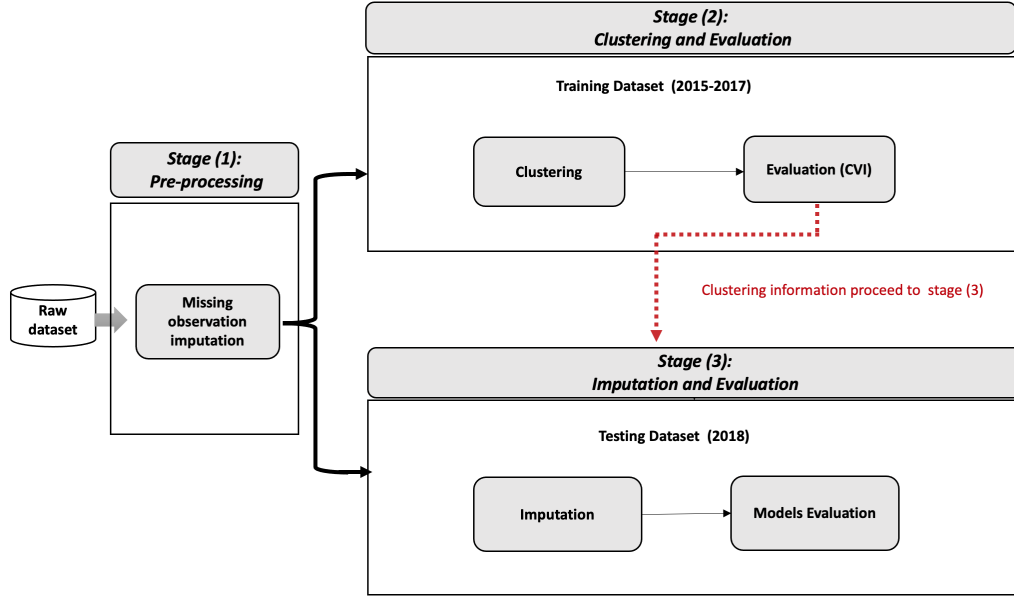 Stage (2):
Clustering and Evaluation
Training Dataset (2015-2017)
Stage (1):
Pre-processing
Clustering
Evaluation (CVI)
Raw
dataset
Missing
observation
imputation
Clustering information proceed to stage (3)
Stage (3):
Imputation and Evaluation
Testing Dataset (2018)
Imputation
Models Evaluation